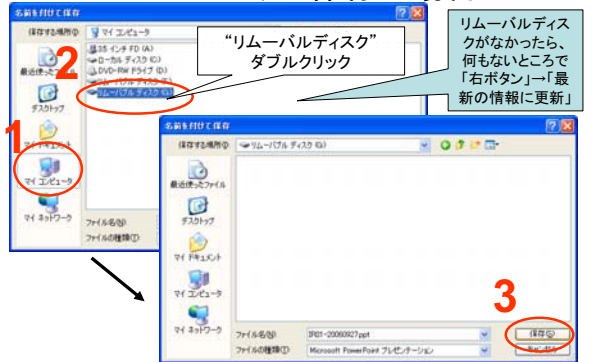 名前を付けて保存
保存する場所(I)
マイ コンピュータ
3.5 インチ FD (A)
ローカル ディスク (C)
DVD-RW ドライブ (D)
リムーバブル ディスク (G)
最近使ったファイル
デスクトップ
マイ ドキュメント
マイ コンピュータ
マイ ネットワーク
ファイル名(N)
ファイルの種類(T)
1
2
“リムーバルディスク”
ダブルクリック
リムーバルディス
クがなかったら、
何もないところで
「右ボタン」→「最
新の情報に更新」
名前を付けて保存
保存する場所(I)
リムーバブル ディスク (G)
最近使ったファイル
デスクトップ
マイ ドキュメント
マイ コンピュータ
マイ ネットワーク
ファイル名(N)
IR01-20060927.ppt
ファイルの種類(T)
Microsoft PowerPoint プレゼンテーション
3
保存(S)
キャンセル